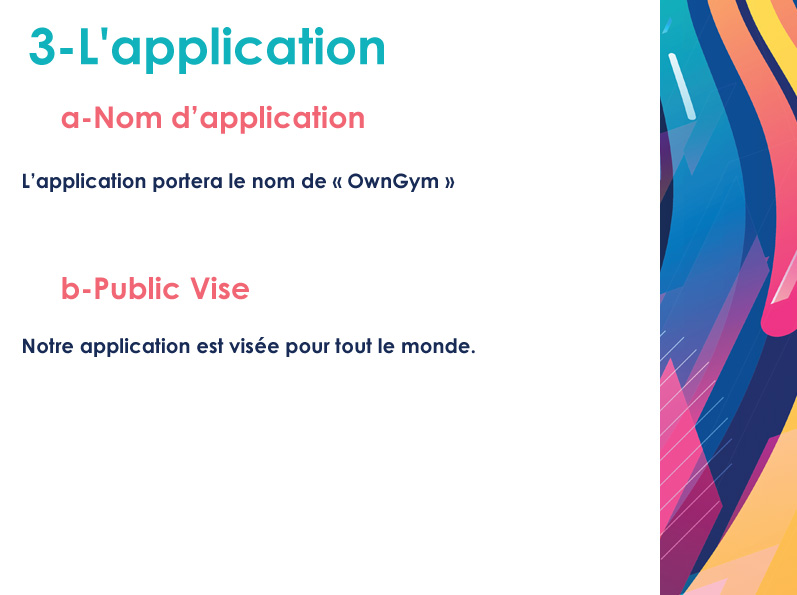 3-L'application
a-Nom d’application
L’application portera le nom de « OwnGym »
b-Public Vise
Notre application est visée pour tout le monde.